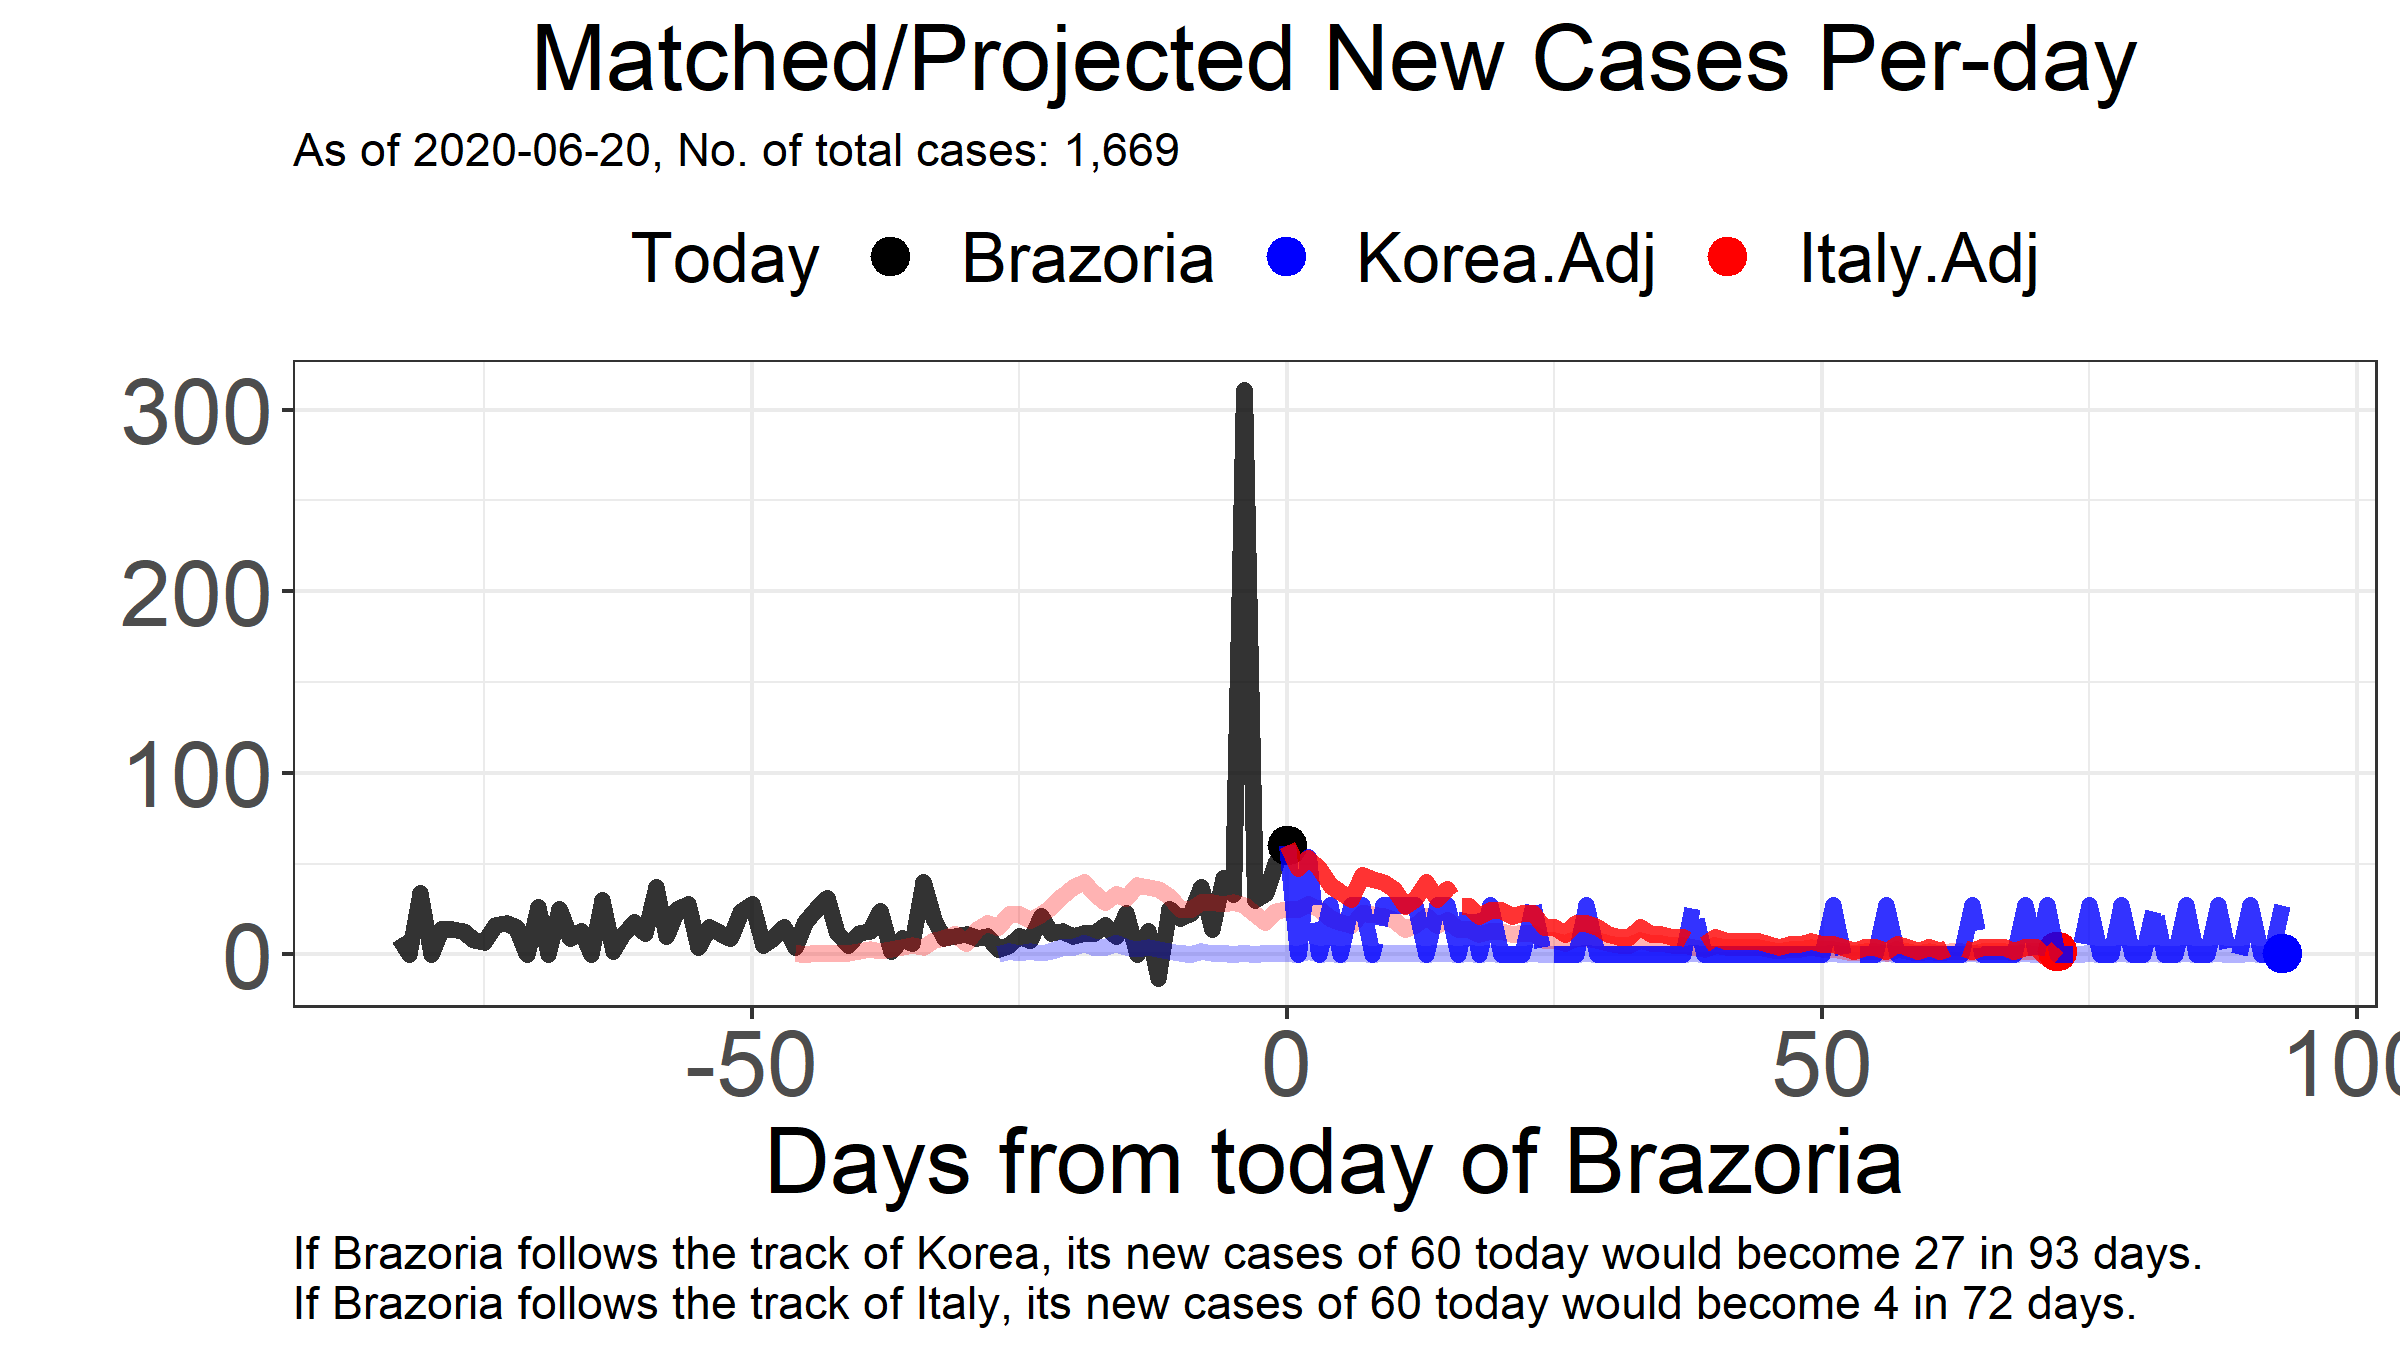 Matched/Projected New Cases Per-day
As of 2020-06-20, No. of total cases: 1,669
Today Brazoria Korea.Adj Italy.Adj
300
200
100
0
-50 0 50 100
Days from today of Brazoria
If Brazoria follows the track of Korea, its new cases of 60 today would become 27 in 93 days.
If Brazoria follows the track of Italy, its new cases of 60 today would become 4 in 72 days.